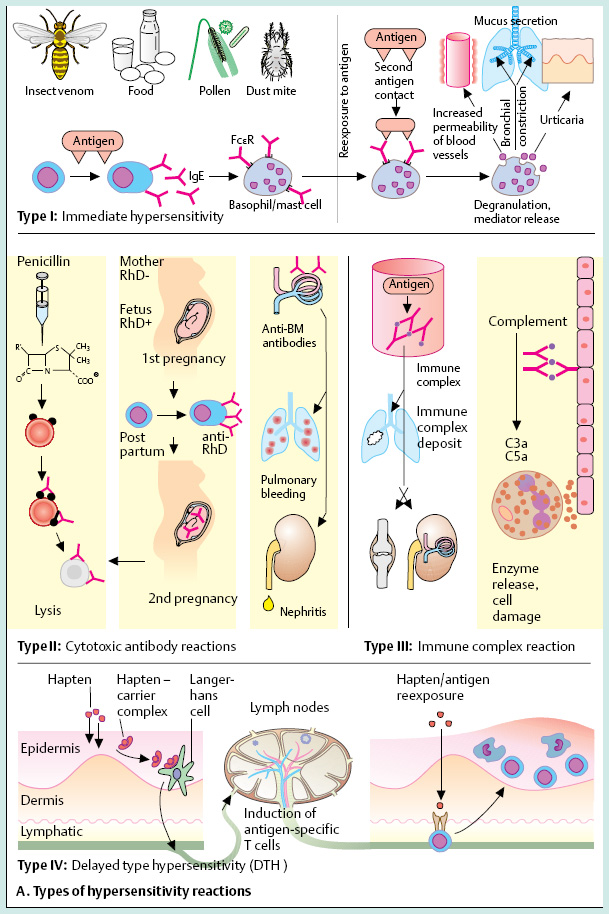 Insect venom
Food
Pollen
Dust mite
Antigen
IgE
FcεR
Basophil/mast cell
Reexposure to antigen
Antigen
Second
antigen
contact
Increased
permeability
of blood
vessels
Mucus secretion
Bronchial
constriction
Urticaria
Degranulation,
mediator release
Type I: Immediate hypersensitivity
Penicillin
R
S
CH3
CH3
C
N
O
COO⊖
Lysis
Mother
RhD-
Fetus
RhD+
1st pregnancy
Post
partum
anti-
RhD
2nd pregnancy
Anti-BM
antibodies
Pulmonary
bleeding
Nephritis
Type II: Cytotoxic antibody reactions
Antigen
Immune
complex
Immune
complex
deposit
Complement
C3a
C5a
Enzyme
release,
cell
damage
Type III: Immune complex reaction
Hapten
Hapten –
carrier
complex
Langer-
hans
cell
Epidermis
Dermis
Lymphatic
Lymph nodes
Induction of
antigen-specific
T cells
Hapten/antigen
reexposure
Type IV: Delayed type hypersensitivity (DTH )
A. Types of hypersensitivity reactions